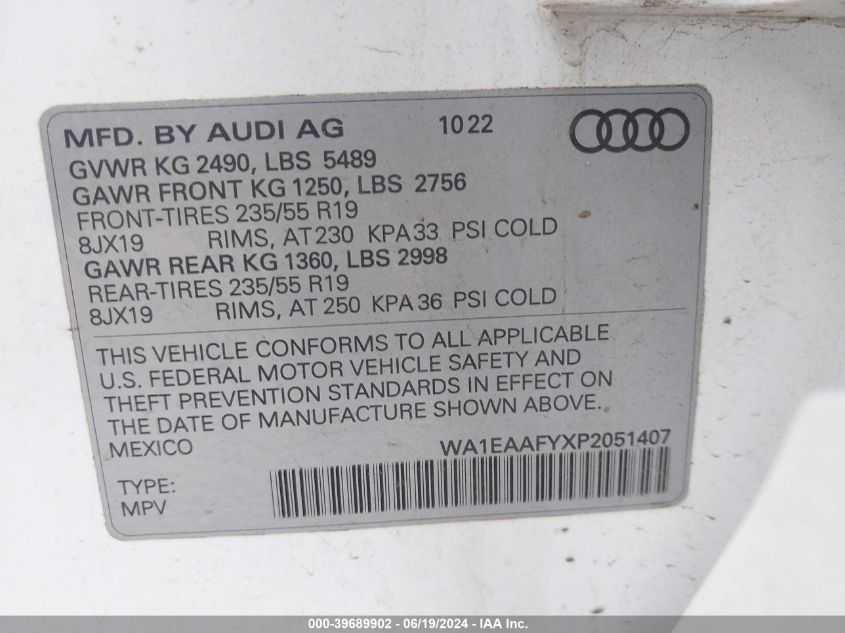 MFD. BY AUDI AG 10 22
GVWR KG 2490, LBS 5489
GAWR FRONT KG 1250, LBS 2756
FRONT-TIRES 235/55 R19
8JX19 RIMS, AT 230 KPA 33 PSI COLD
GAWR REAR KG 1360, LBS 2998
REAR-TIRES 235/55 R19
8JX19 RIMS, AT 250 KPA 36 PSI COLD
THIS VEHICLE CONFORMS TO ALL APPLICABLE
U.S. FEDERAL MOTOR VEHICLE SAFETY AND
THEFT PREVENTION STANDARDS IN EFFECT ON
THE DATE OF MANUFACTURE SHOWN ABOVE.
MEXICO WA1EAAFYXP2051407
TYPE:
MPV
000-39689902 - 06/19/2024 - IAA Inc.